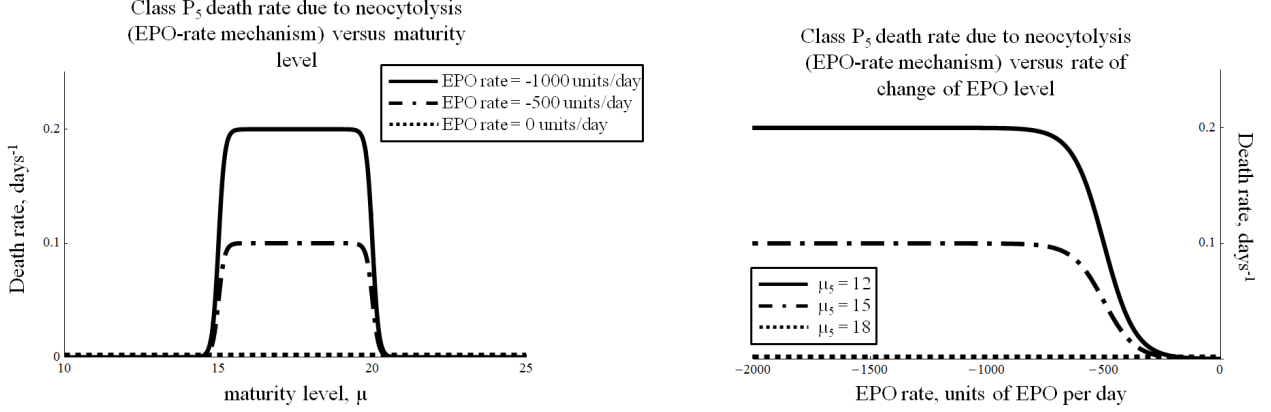 Class P5 death rate due to neocytolysis
(EPO-rate mechanism) versus maturity
level
EPO rate = -1000 units/day
EPO rate = -500 units/day
EPO rate = 0 units/day
Death rate, days-1
0.2
0.1
0
10
15
20
25
maturity level, μ
Class P5 death rate due to neocytolysis
(EPO-rate mechanism) versus rate of
change of EPO level
0.2
0.1
Death rate, days-1
μ5 = 12
μ5 = 15
μ5 = 18
−2000
−1500
−1000
−500
0
EPO rate, units of EPO per day